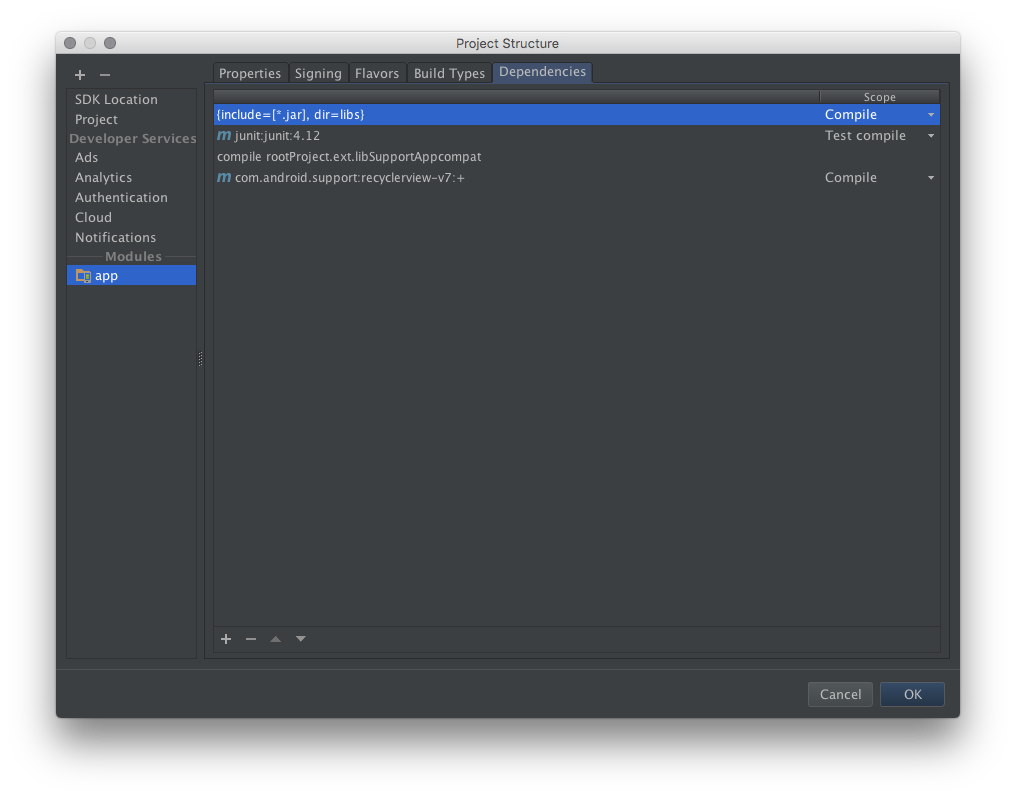 Project Structure
SDK Location
Project
Developer Services
Ads
Analytics
Authentication
Cloud
Notifications
Modules
app
Properties Signing Flavors Build Types Dependencies
Scope
{include=[*.jar], dir=libs} Compile
m junit:junit:4.12 Test compile
compile rootProject.ext.libSupportAppcompat
m com.android.support:recyclerview-v7:+ Compile
Cancel OK